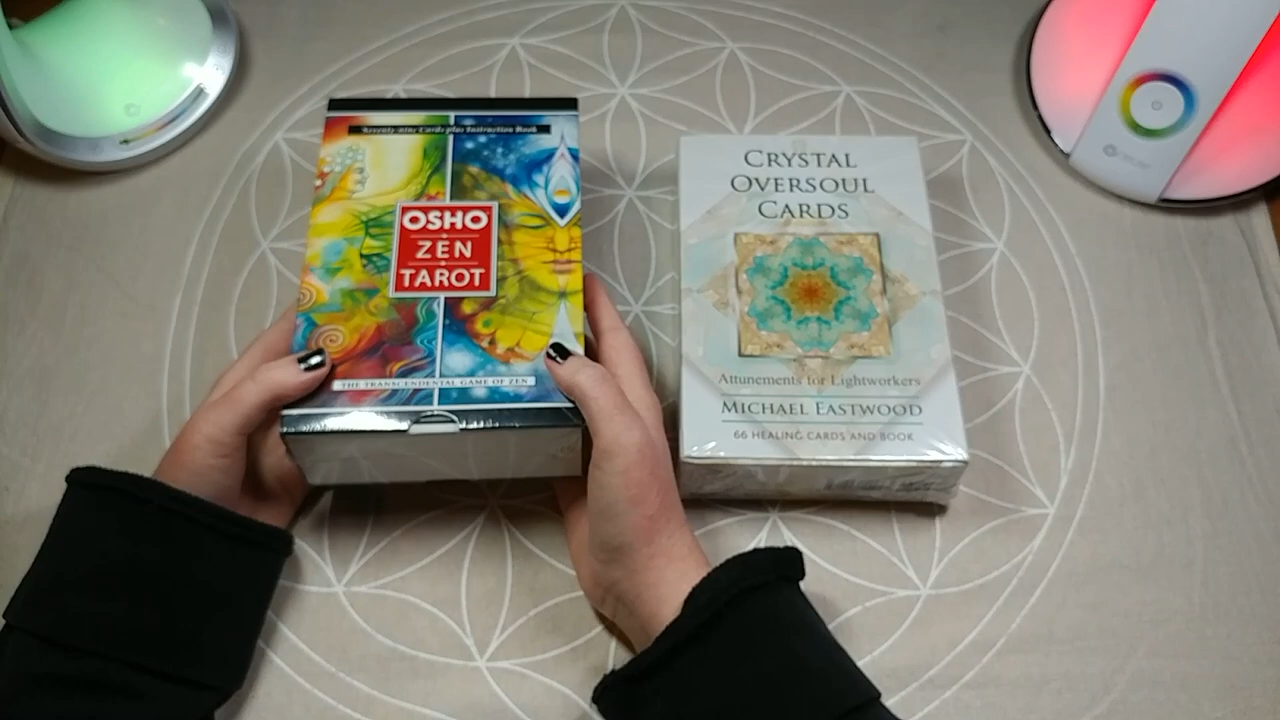 Seventy-nine Cards plus Instruction Book
OSHO
ZEN
TAROT
THE TRANSCENDENTAL GAME OF ZEN
CRYSTAL
OVERSOUL
CARDS
Attunements for Lightworkers
MICHAEL EASTWOOD
66 HEALING CARDS AND BOOK